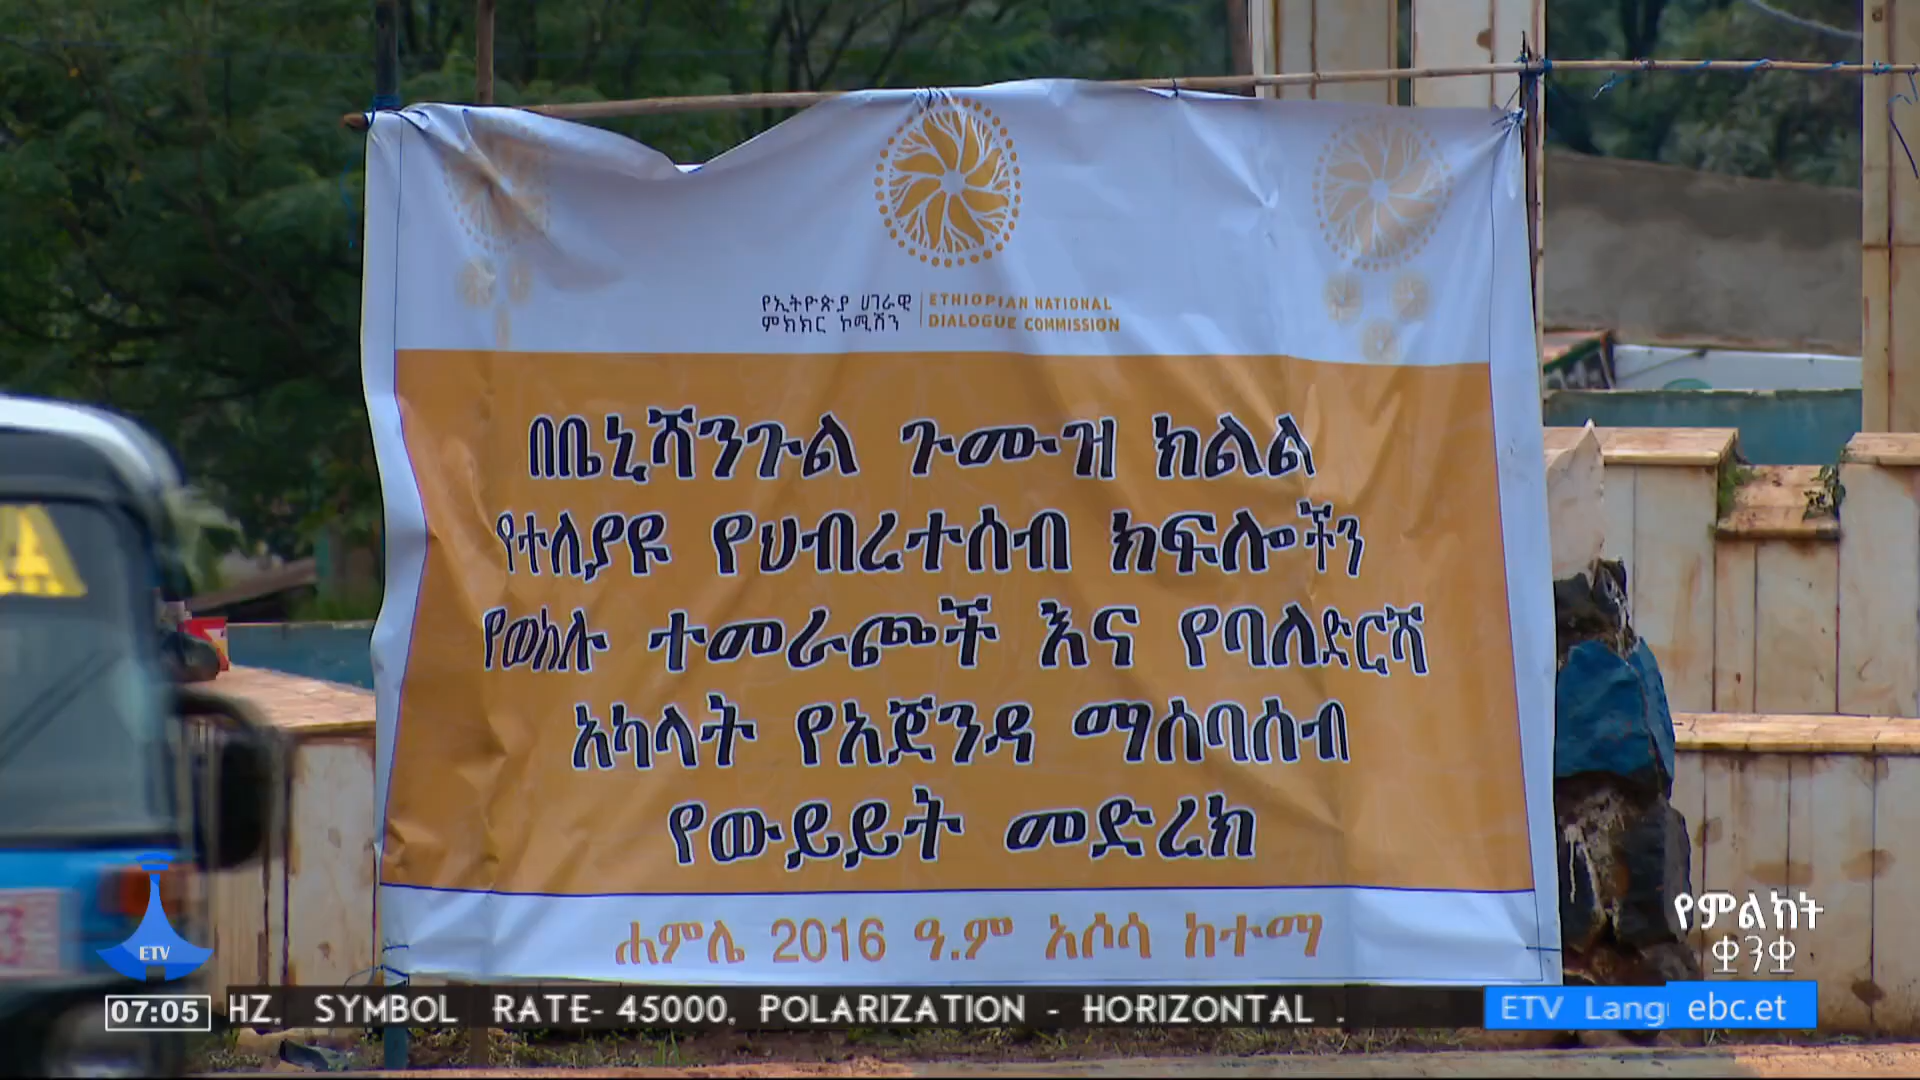 የኢትዮጵያ ሀገራዊ
ምክክር ኮሚሽን
ETHIOPIAN NATIONAL
DIALOGUE COMMISSION
በቤኒሻንጉል ጉሙዝ ክልል
የተለያዩ የህብረተሰብ ክፍሎችን
የወከሉ ተመራጮች እና የባለድርሻ
አካላት የአጀንዳ ማሰባሰብ
የውይይት መድረክ
ሐምሌ 2016 ዓ.ም አሶሳ ከተማ
የምልክት
ቋንቋ
ETV
07:05 HZ, SYMBOL RATE- 45000, POLARIZATION - HORIZONTAL .
ETV ebc.et